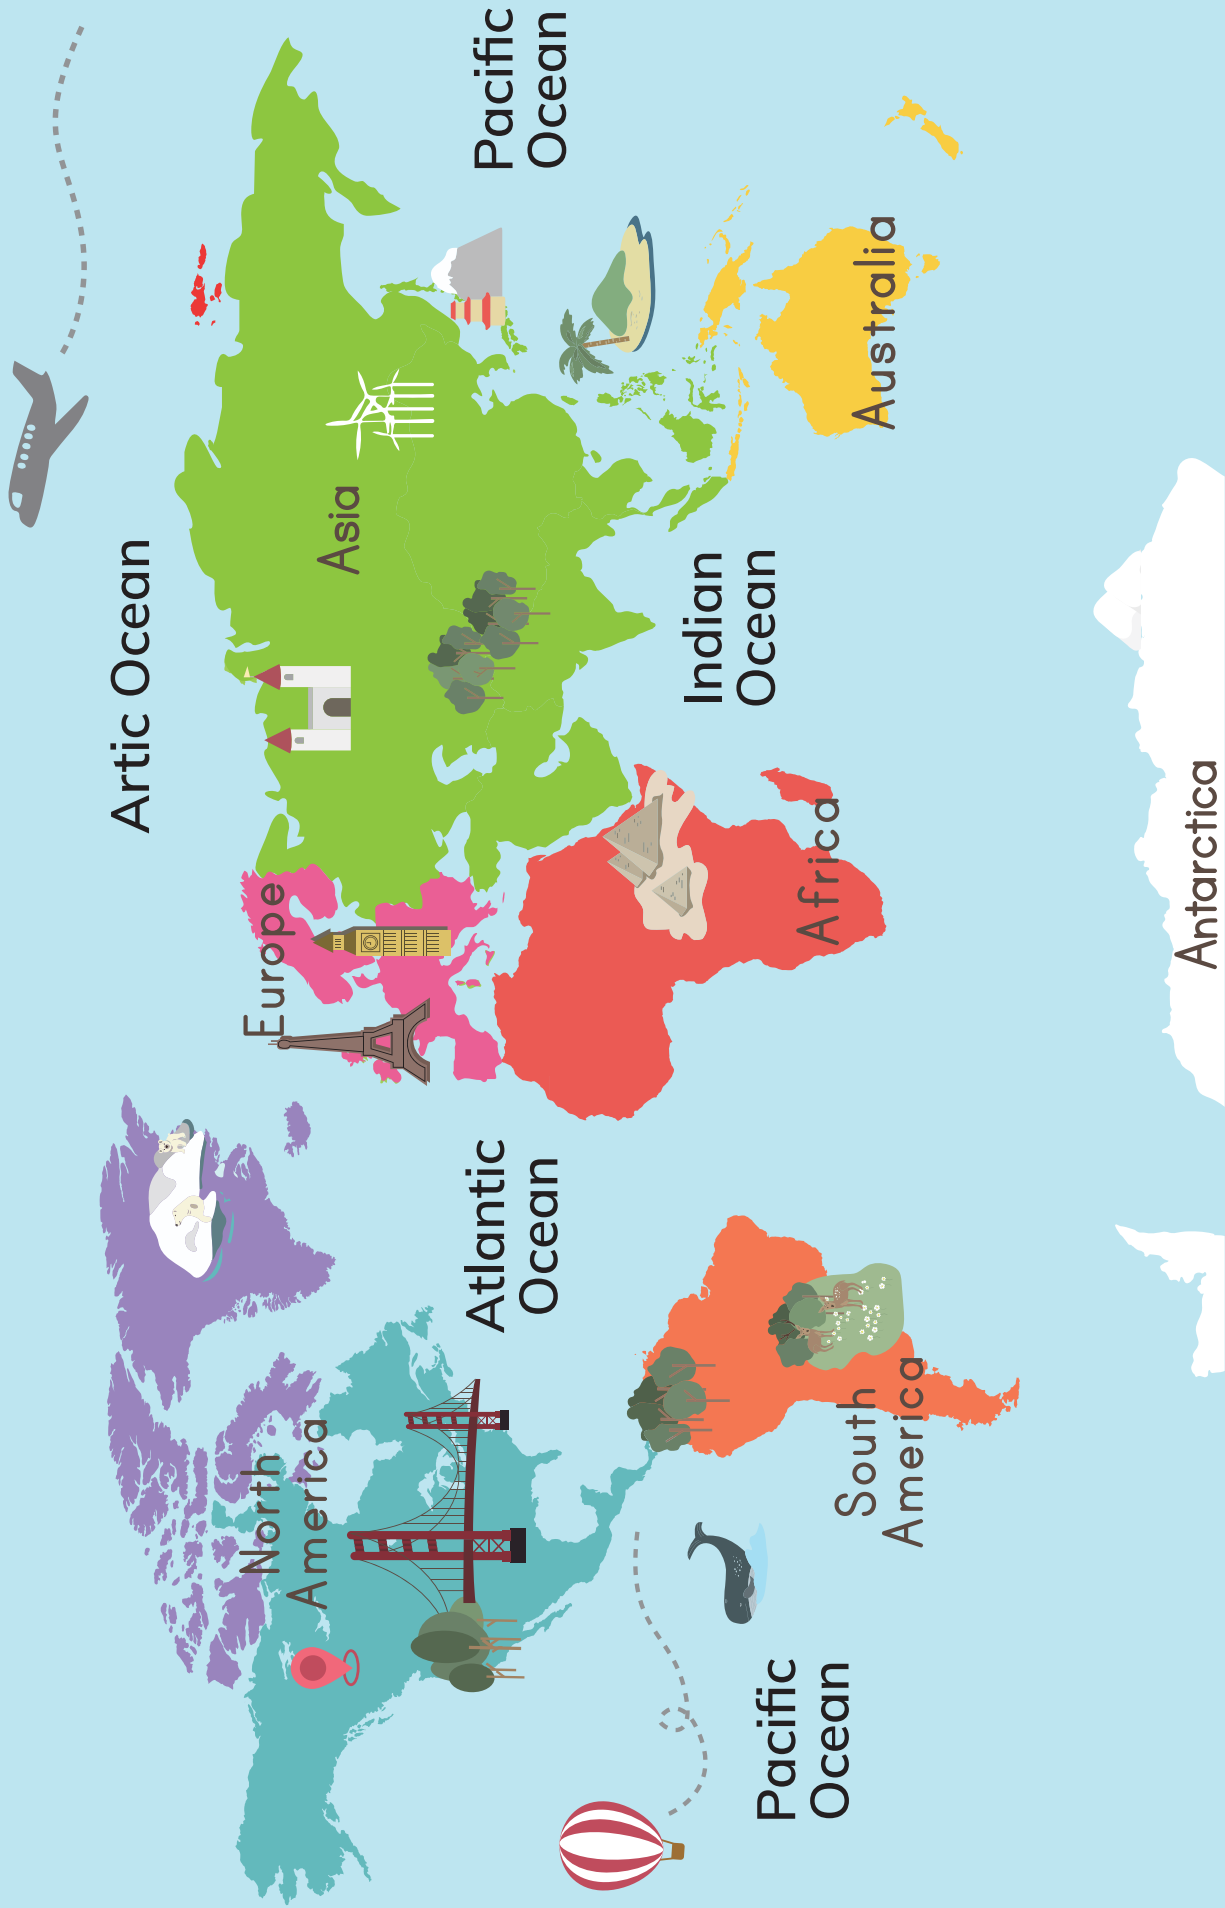 Artic Ocean
Europe
Asia
North
America
Atlantic
Ocean
Pacific
Ocean
Africa
Indian
Ocean
South
America
Pacific
Ocean
Australia
Antarctica